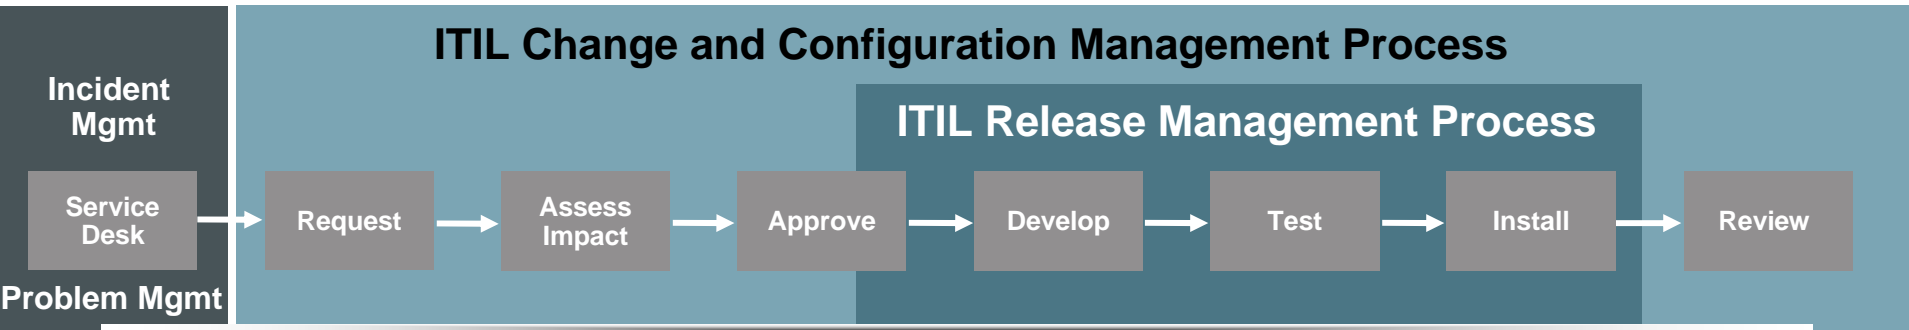 ITIL Change and Configuration Management Process
Incident
Mgmt
ITIL Release Management Process
Service
Desk
Request
Assess
Impact
Approve
Develop
Test
Install
Review
Problem Mgmt